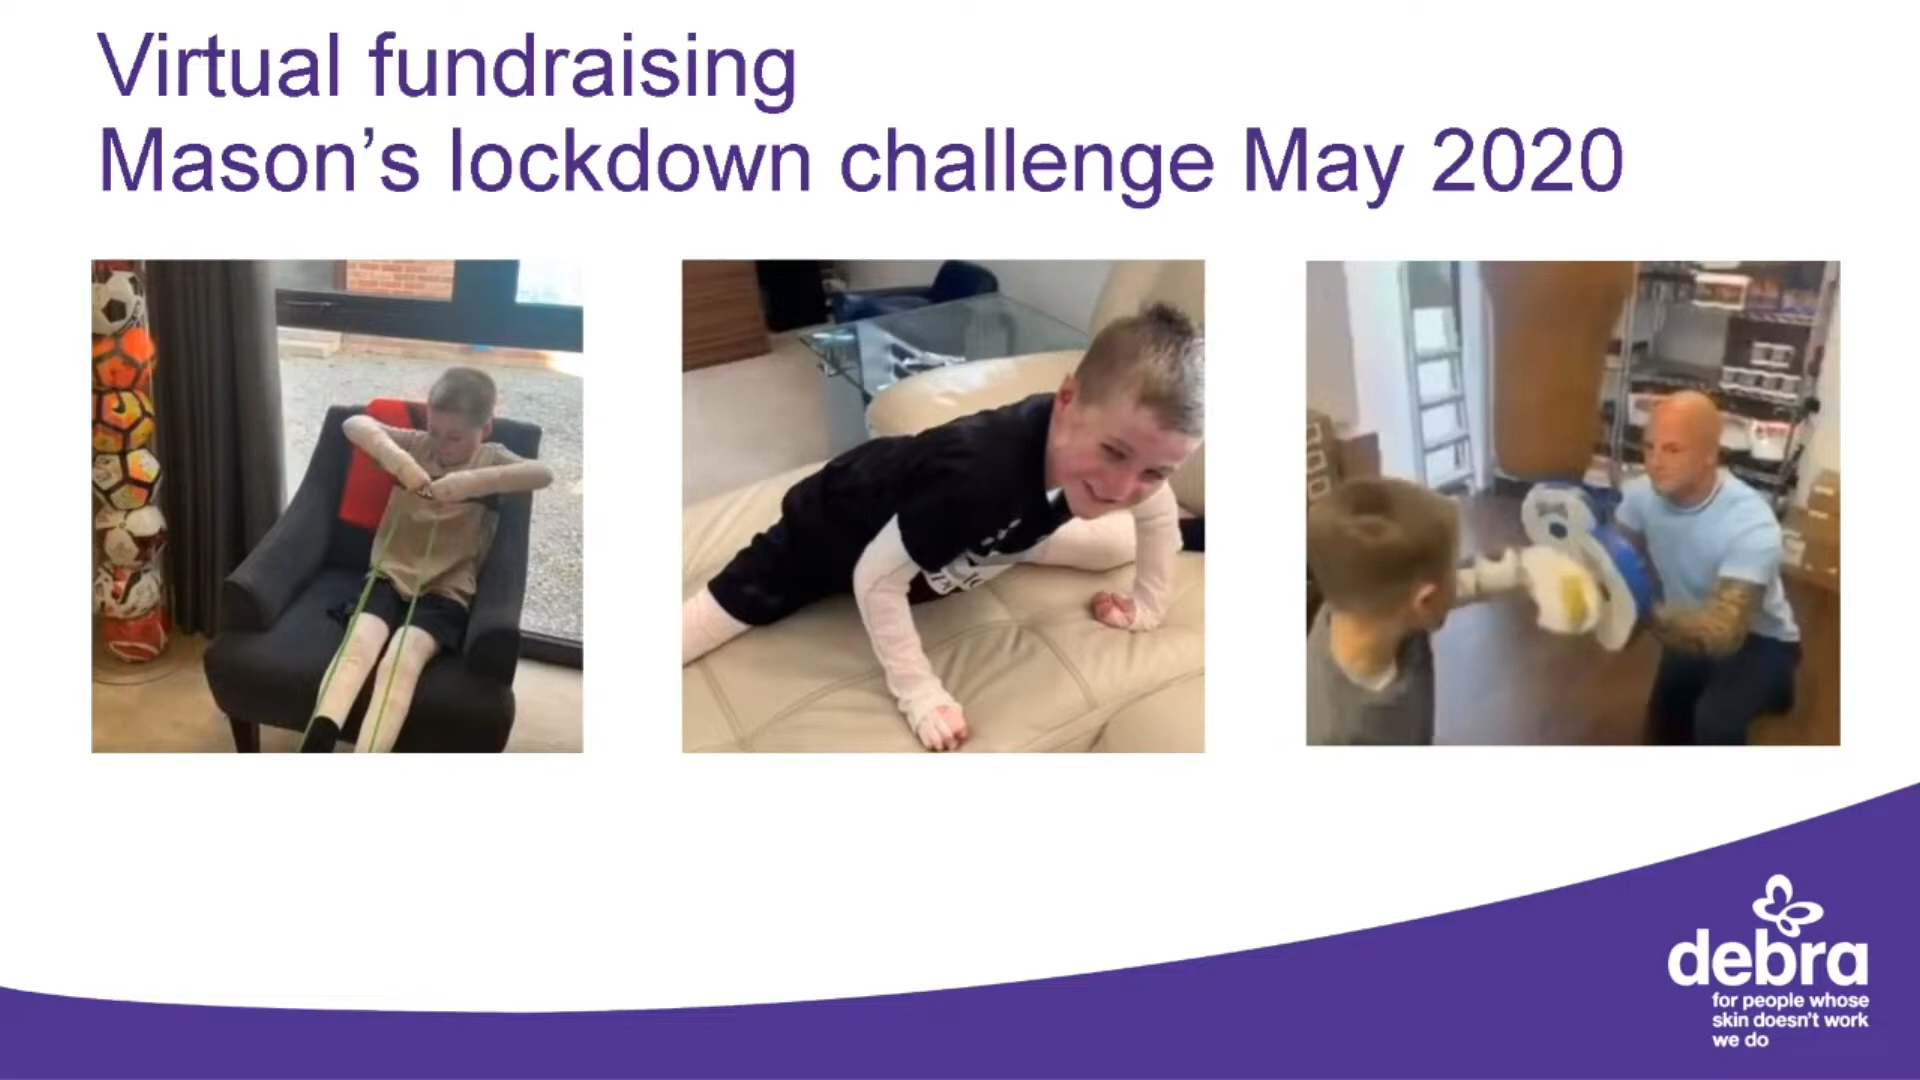 Virtual fundraising
Mason's lockdown challenge May 2020
debra
for people whose
skin doesn't work
we do